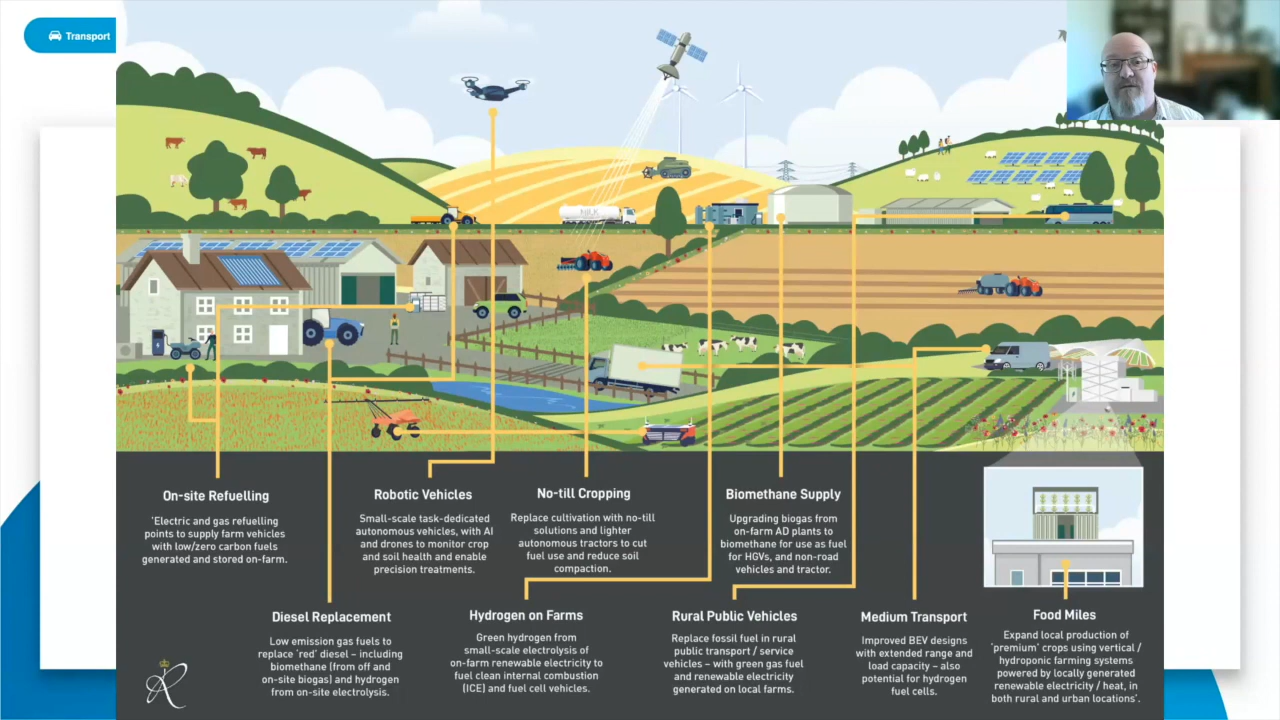 Transport
MILK
On-site Refuelling
'Electric and gas refuelling
points to supply farm vehicles
with low/zero carbon fuels
generated and stored on-farm.
Robotic Vehicles
Small-scale task-dedicated
autonomous vehicles, with AI
and drones to monitor crop
and soil health and enable
precision treatments.
No-till Cropping
Replace cultivation with no-till
solutions and lighter
autonomous tractors to cut
fuel use and reduce soil
compaction.
Biomethane Supply
Upgrading biogas from
on-farm AD plants to
biomethane for use as fuel
for HGVs, and non-road
vehicles and tractor.
Diesel Replacement
Low emission gas fuels to
replace 'red' diesel – including
biomethane (from off and
on-site biogas) and hydrogen
from on-site electrolysis.
Hydrogen on Farms
Green hydrogen from
small-scale electrolysis of
on-farm renewable electricity to
fuel clean internal combustion
(ICE) and fuel cell vehicles.
Rural Public Vehicles
Replace fossil fuel in rural
public transport / service
vehicles – with green gas fuel
and renewable electricity
generated on local farms.
Medium Transport
Improved BEV designs
with extended range and
load capacity – also
potential for hydrogen
fuel cells.
Food Miles
Expand local production of
'premium' crops using vertical /
hydroponic farming systems
powered by locally generated
renewable electricity / heat, in
both rural and urban locations'.
R